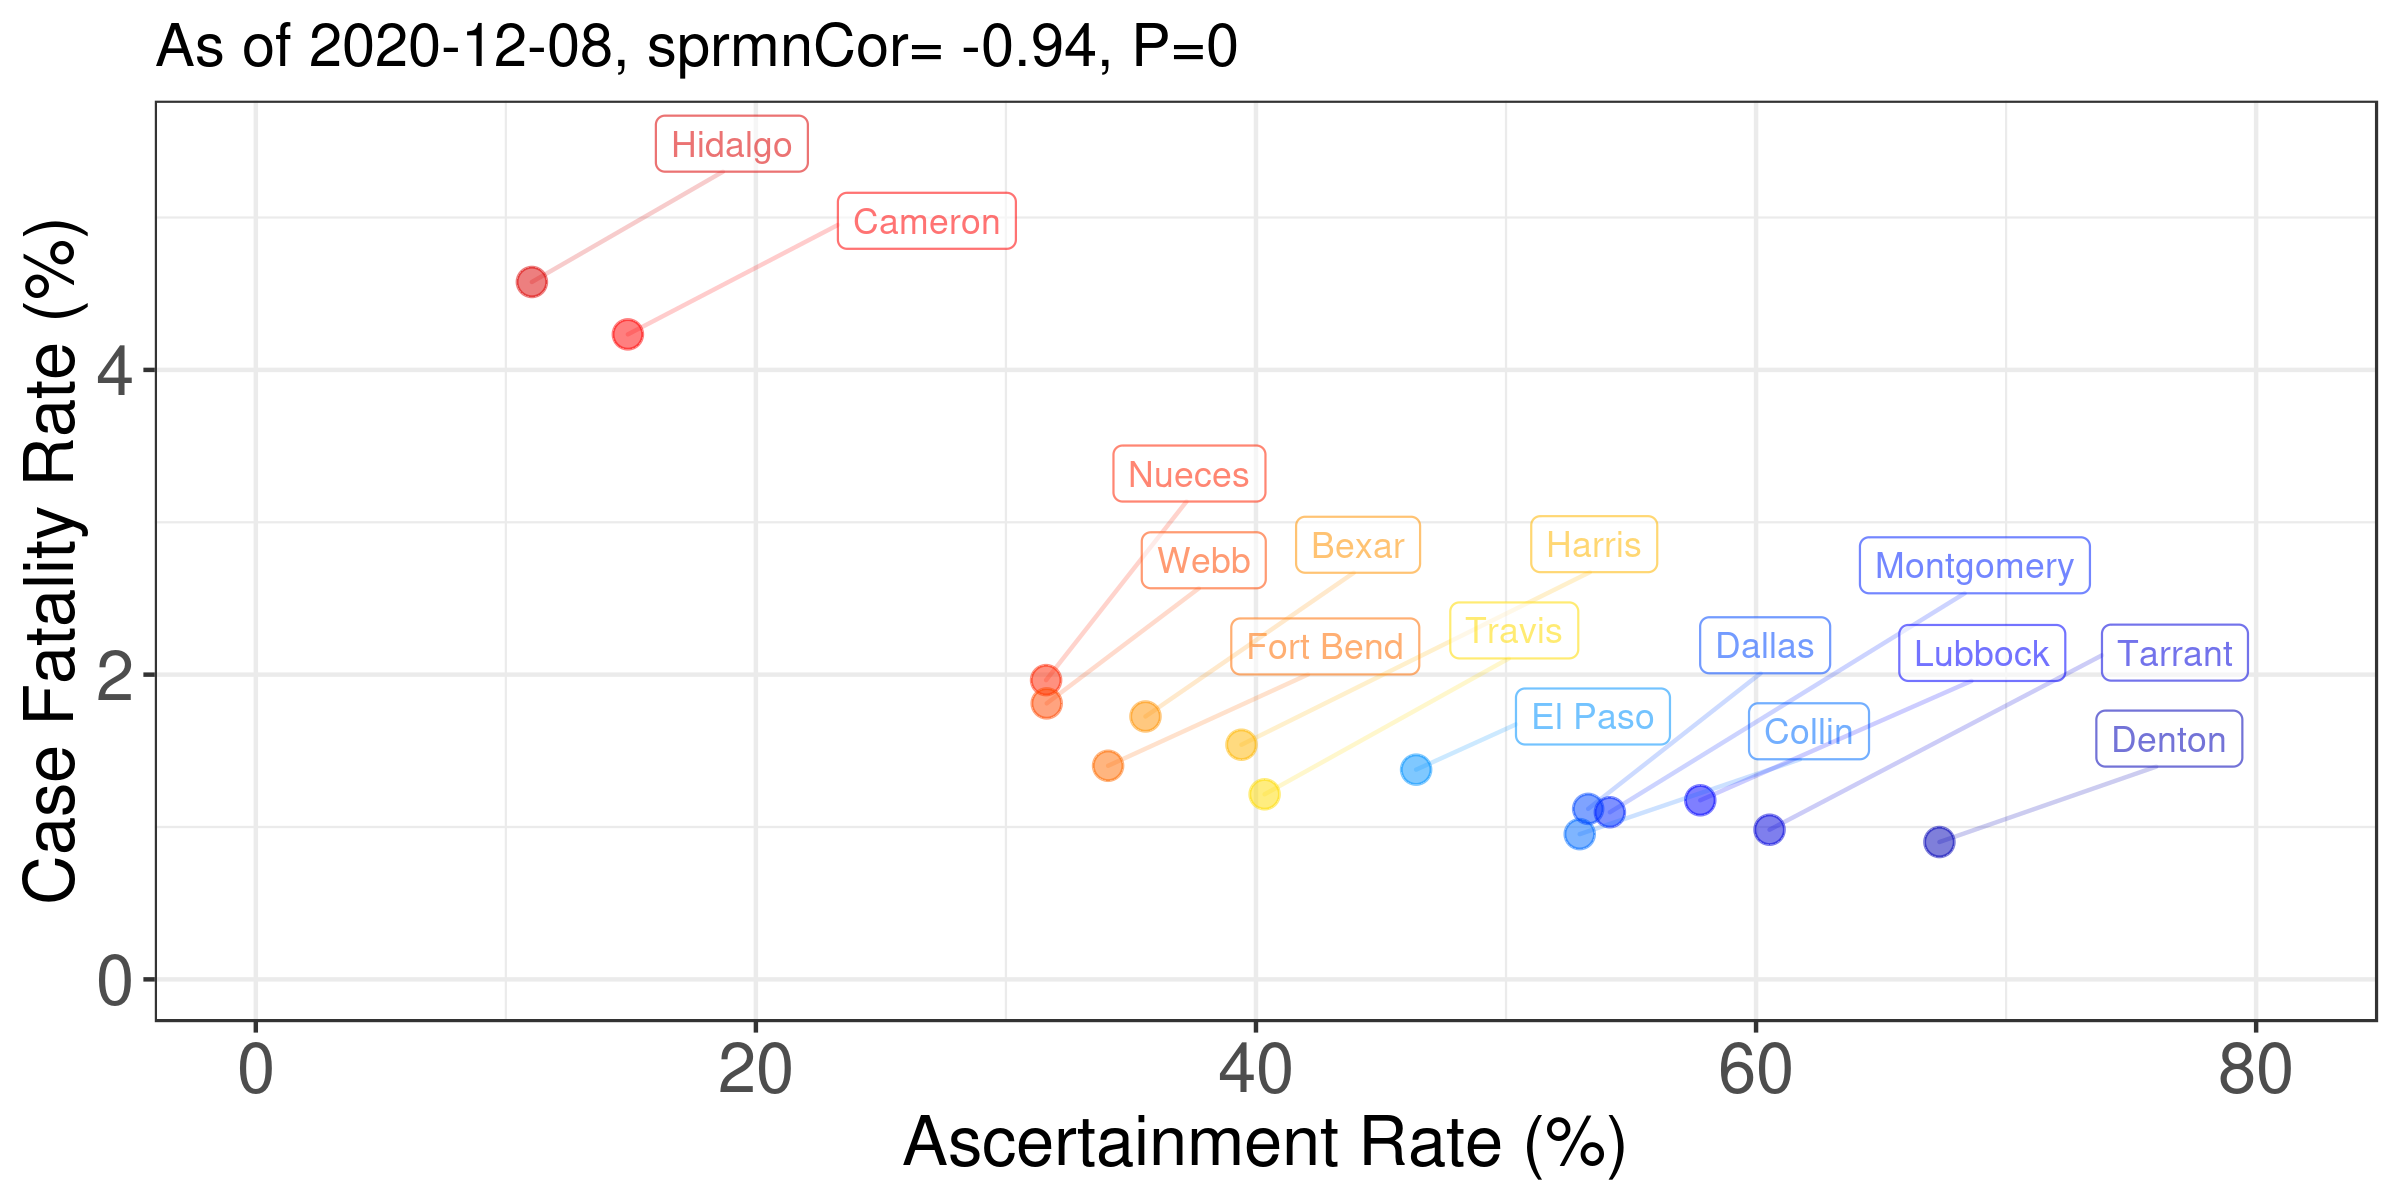 As of 2020-12-08, sprmnCor= -0.94, P=0
Case Fatality Rate (%)
4
2
0
Hidalgo
Cameron
Nueces
Webb
Bexar
Harris
Montgomery
Fort Bend
Travis
Dallas
Lubbock
Tarrant
El Paso
Collin
Denton
0 20 40 60 80
Ascertainment Rate (%)